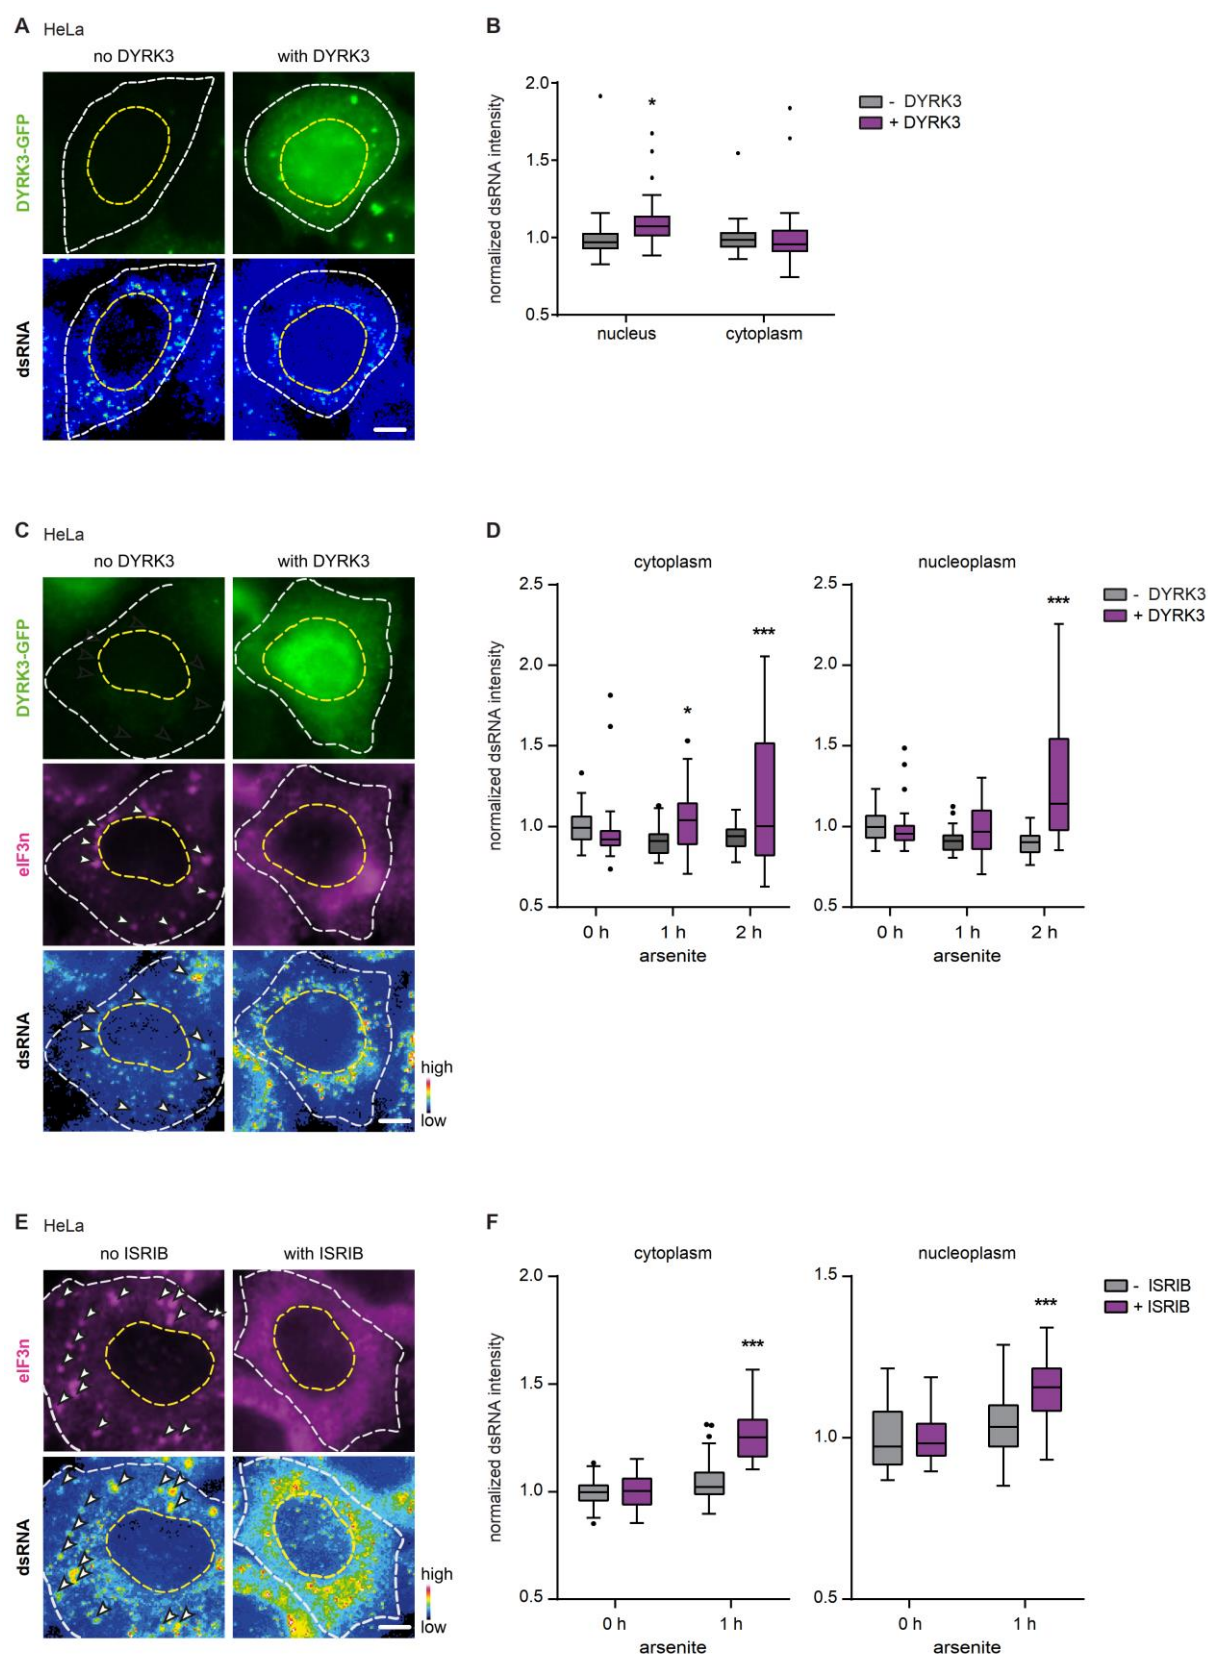 A HeLa
no DYRK3 with DYRK3
DYRK3-GFP
dsRNA
B
normalized dsRNA intensity
2.0
1.5
1.0
0.5
*
nucleus cytoplasm
- DYRK3
+ DYRK3
C HeLa
no DYRK3 with DYRK3
DYRK3-GFP
eIF3n
dsRNA
high
low
D
cytoplasm nucleoplasm
normalized dsRNA intensity
2.5
2.0
1.5
1.0
0.5
* ***
0 h 1 h 2 h
arsenite
2.5
2.0
1.5
1.0
0.5
***
0 h 1 h 2 h
arsenite
- DYRK3
+ DYRK3
E HeLa
no ISRIB with ISRIB
eIF3n
dsRNA
high
low
F
cytoplasm nucleoplasm
normalized dsRNA intensity
2.0
1.5
1.0
0.5
***
0 h 1 h
arsenite
1.5
1.0
0.5
***
0 h 1 h
arsenite
- ISRIB
+ ISRIB